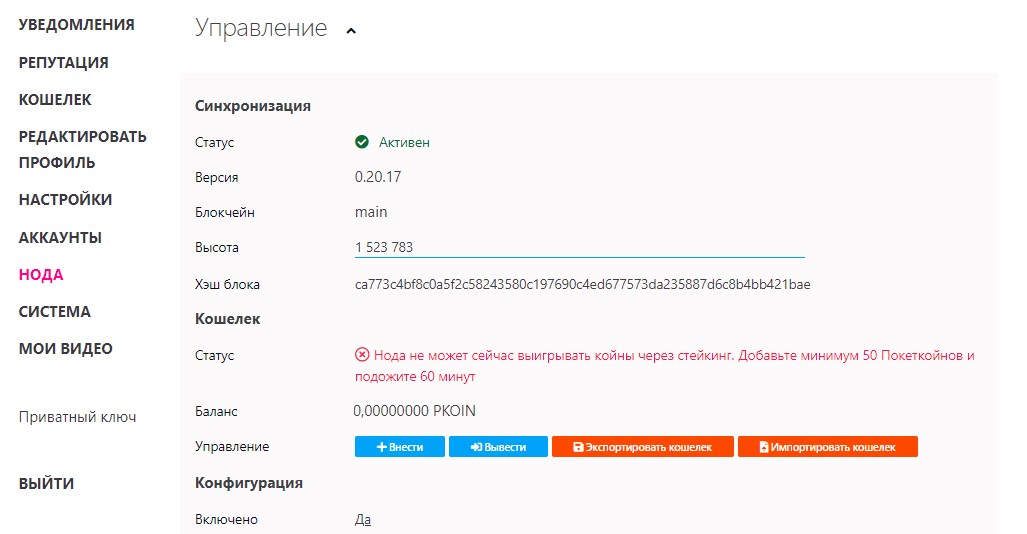 УВЕДОМЛЕНИЯ
РЕПУТАЦИЯ
КОШЕЛЕК
РЕДАКТИРОВАТЬ
ПРОФИЛЬ
НАСТРОЙКИ
АККАУНТЫ
НОДА
СИСТЕМА
МОИ ВИДЕО
Приватный ключ
ВЫЙТИ
Управление
Синхронизация
Статус Активен
Версия 0.20.17
Блокчейн main
Высота 1 523 783
Хэш блока ca773c4bf8c0a5f2c58243580c197690c4ed677573da235887d6c8b4bb421bae
Кошелек
Статус Нода не может сейчас выигрывать койны через стейкинг. Добавьте минимум 50 Покеткойнов и
подожите 60 минут
Баланс 0,00000000 PKOIN
Управление Внести Вывести Экспортировать кошелек Импортировать кошелек
Конфигурация
Включено Да